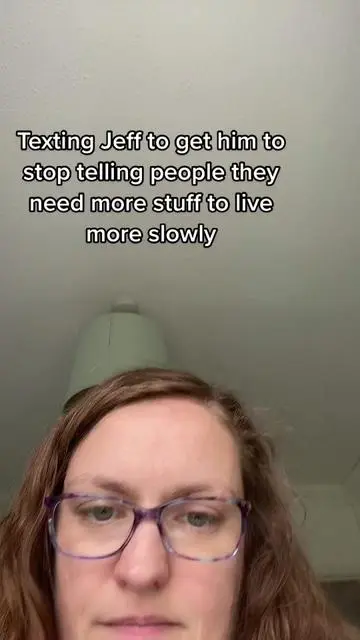 Texting Jeff to get him to
stop telling people they
need more stuff to live
more slowly